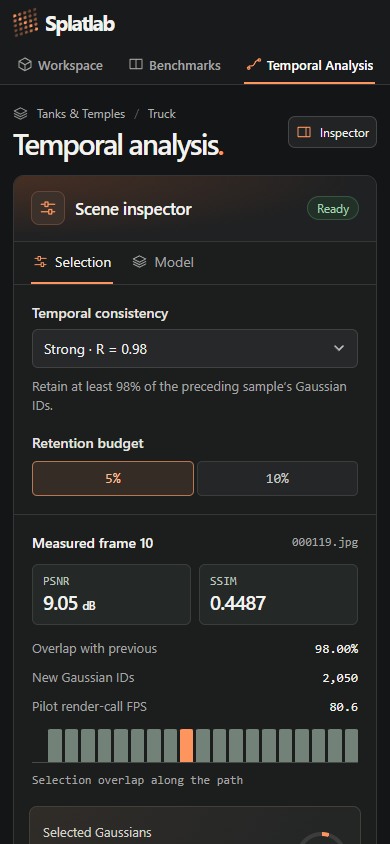 Splatlab
Workspace
Benchmarks
Temporal Analysis
Tanks & Temples / Truck
Temporal analysis.
Inspector
Scene inspector
Ready
Selection
Model
Temporal consistency
Strong · R = 0.98
Retain at least 98% of the preceding sample's Gaussian
IDs.
Retention budget
5%
10%
Measured frame 10
000119.jpg
PSNR
9.05 dB
SSIM
0.4487
Overlap with previous
98.00%
New Gaussian IDs
2,050
Pilot render-call FPS
80.6
Selection overlap along the path
Selected Gaussians